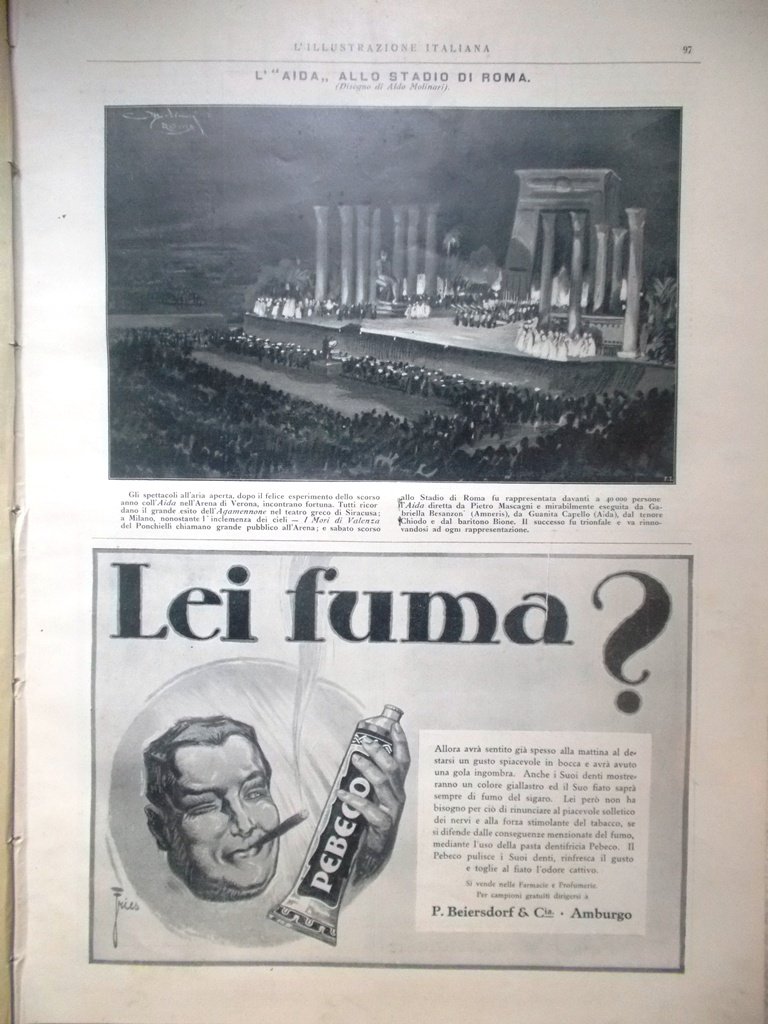 L'ILLUSTRAZIONE ITALIANA
97
L' "AIDA„ ALLO STADIO DI ROMA.
(Disegno di Aldo Molinari).
Gli spettacoli all'aria aperta, dopo il felice esperimento dello scorso
anno coll'Aida nell'Arena di Verona, incontrano fortuna. Tutti ricor
dano il grande esito dell'Agamennone nel teatro greco di Siracusa;
a Milano, nonostante l'inclemenza dei cieli — I Mori di Valenza
del Ponchielli chiamano grande pubblico all'Arena; e sabato scorso
allo Stadio di Roma fu rappresentata davanti a 40 000 persone
l'Aida diretta da Pietro Mascagni e mirabilmente eseguita da Ga-
briella Besanzon (Amneris), da Guanita Capello (Aida), dal tenore
Chiodo e dal baritono Bione. Il successo fu trionfale e va rinno-
vandosi ad ogni rappresentazione.
Lei fuma?
PEBECO
Fries
Allora avrà sentito già spesso alla mattina al de-
starsi un gusto spiacevole in bocca e avrà avuto
una gola ingombra. Anche i Suoi denti mostre-
ranno un colore giallastro ed il Suo fiato saprà
sempre di fumo del sigaro. Lei però non ha
bisogno per ciò di rinunciare al piacevole solletico
dei nervi e alla forza stimolante del tabacco, se
si difende dalle conseguenze menzionate del fumo,
mediante l'uso della pasta dentifricia Pebeco. Il
Pebeco pulisce i Suoi denti, rinfresca il gusto
e toglie al fiato l'odore cattivo.
Si vende nelle Farmacie e Profumerie.
Per campioni gratuiti dirigersi à
P. Beiersdorf & Cia. · Amburgo